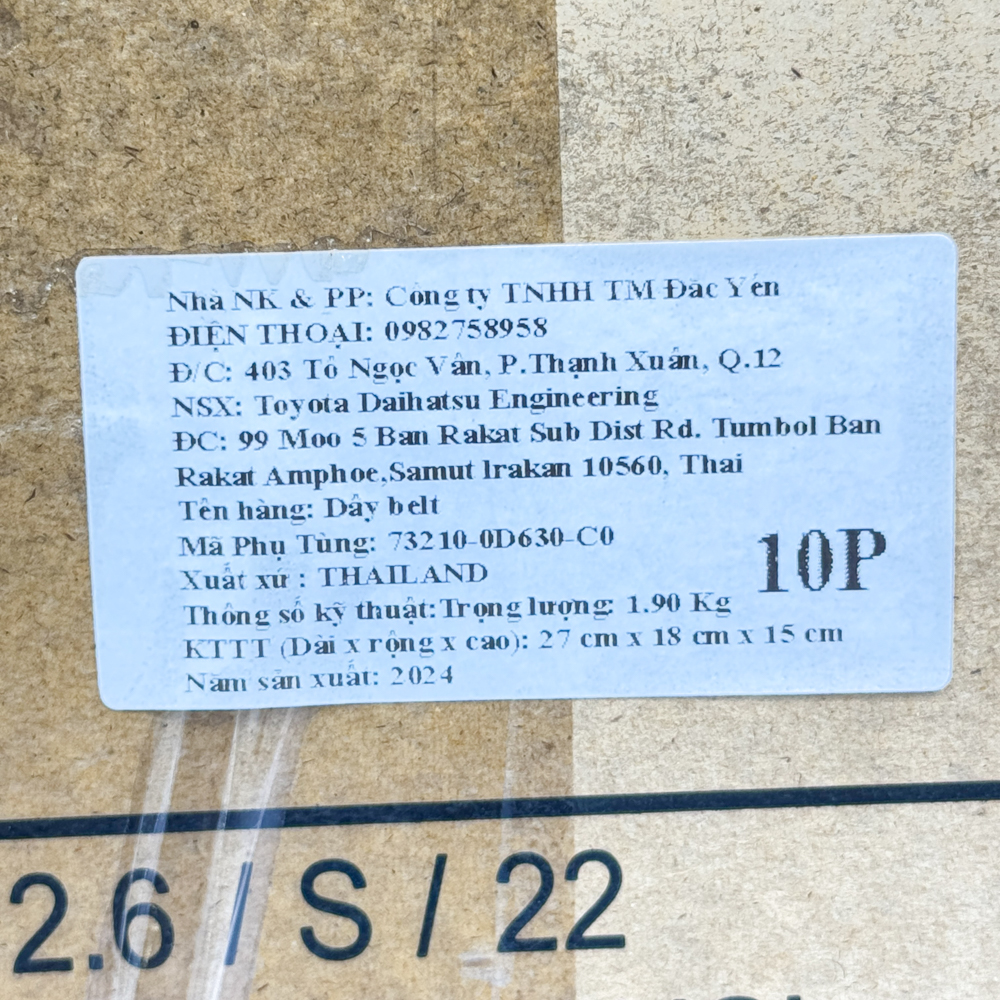 Nhà NK & PP: Công ty TNHH TM Đắc Yến
ĐIỆN THOẠI: 0982758958
Đ/C: 403 Tô Ngọc Vân, P.Thạnh Xuân, Q.12
NSX: Toyota Daihatsu Engineering
ĐC: 99 Moo 5 Ban Rakat Sub Dist Rd. Tumbol Ban
Rakat Amphoe,Samut Irakan 10560, Thai
Tên hàng: Dây belt
Mã Phụ Tùng: 73210-0D630-C0
10P
Xuất xứ : THAILAND
Thông số kỹ thuật:Trọng lượng: 1.90 Kg
KTTT (Dài x rộng x cao): 27 cm x 18 cm x 15 cm
Năm sản xuất: 2024
2.6 / S / 22